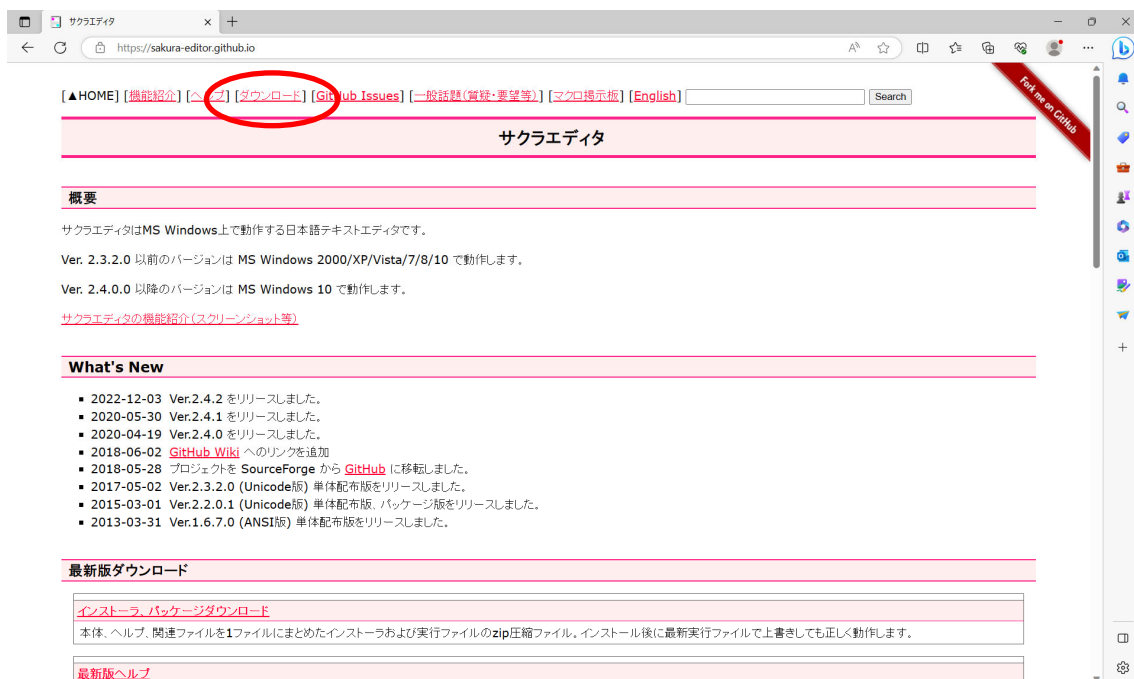 サクラエディタ
https://sakura-editor.github.io
[▲HOME] [機能紹介] [ヘルプ] [ダウンロード] [GitHub Issues] [一般話題(質疑・要望等)] [マクロ掲示板] [English] Search
Fork me on GitHub
サクラエディタ
概要
サクラエディタはMS Windows上で動作する日本語テキストエディタです。
Ver. 2.3.2.0 以前のバージョンは MS Windows 2000/XP/Vista/7/8/10 で動作します。
Ver. 2.4.0.0 以降のバージョンは MS Windows 10 で動作します。
サクラエディタの機能紹介(スクリーンショット等)
What's New
2022-12-03 Ver.2.4.2 をリリースしました。
2020-05-30 Ver.2.4.1 をリリースしました。
2020-04-19 Ver.2.4.0 をリリースしました。
2018-06-02 GitHub Wiki へのリンクを追加
2018-05-28 プロジェクトを SourceForge から GitHub に移転しました。
2017-05-02 Ver.2.3.2.0 (Unicode版) 単体配布版をリリースしました。
2015-03-01 Ver.2.2.0.1 (Unicode版) 単体配布版、パッケージ版をリリースしました。
2013-03-31 Ver.1.6.7.0 (ANSI版) 単体配布版をリリースしました。
最新版ダウンロード
インストーラ、パッケージダウンロード
本体、ヘルプ、関連ファイルを1ファイルにまとめたインストーラおよび実行ファイルのzip圧縮ファイル。インストール後に最新実行ファイルで上書きしても正しく動作します。
最新版ヘルプ